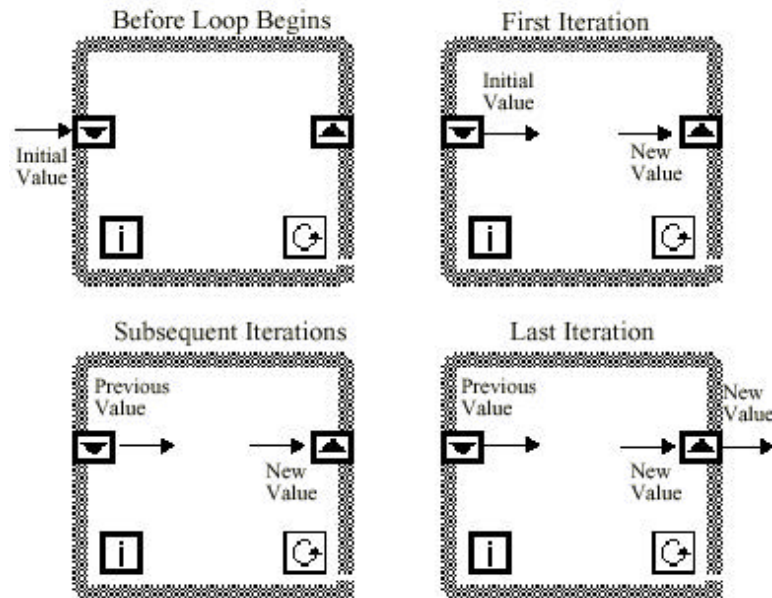 Before Loop Begins
Initial
Value
i
First Iteration
Initial
Value
New
Value
i
Subsequent Iterations
Previous
Value
New
Value
i
Last Iteration
Previous
Value
New
Value
New
Value
i